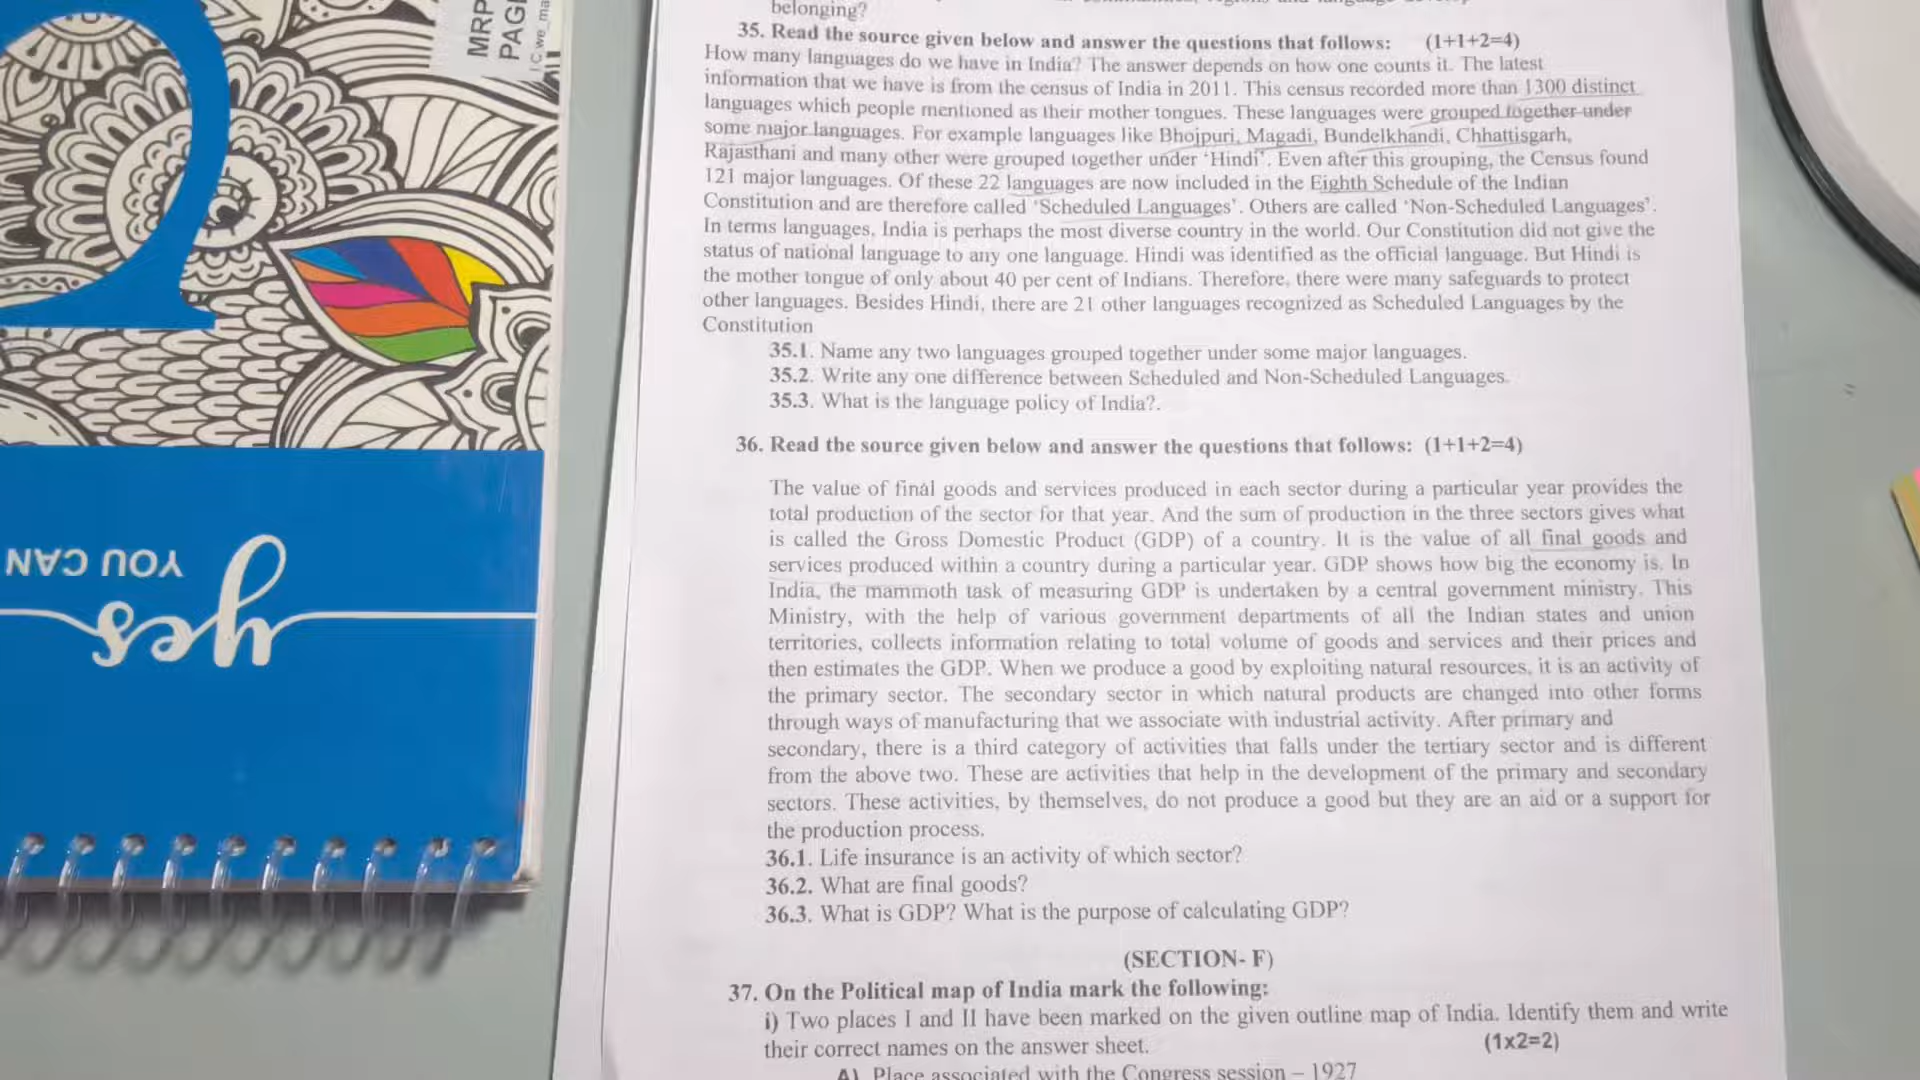 MRP
PAGE
I.C.we_ma
YOU CAN
yes
belonging?
35. Read the source given below and answer the questions that follows: (1+1+2=4)
How many languages do we have in India? The answer depends on how one counts it. The latest
information that we have is from the census of India in 2011. This census recorded more than 1300 distinct
languages which people mentioned as their mother tongues. These languages were grouped together under
some major languages. For example languages like Bhojpuri, Magadi, Bundelkhandi, Chhattisgarh,
Rajasthani and many other were grouped together under ‘Hindi’. Even after this grouping, the Census found
121 major languages. Of these 22 languages are now included in the Eighth Schedule of the Indian
Constitution and are therefore called ‘Scheduled Languages’. Others are called ‘Non-Scheduled Languages’.
In terms languages, India is perhaps the most diverse country in the world. Our Constitution did not give the
status of national language to any one language. Hindi was identified as the official language. But Hindi is
the mother tongue of only about 40 per cent of Indians. Therefore, there were many safeguards to protect
other languages. Besides Hindi, there are 21 other languages recognized as Scheduled Languages by the
Constitution
35.1. Name any two languages grouped together under some major languages.
35.2. Write any one difference between Scheduled and Non-Scheduled Languages.
35.3. What is the language policy of India?.
36. Read the source given below and answer the questions that follows: (1+1+2=4)
The value of final goods and services produced in each sector during a particular year provides the
total production of the sector for that year. And the sum of production in the three sectors gives what
is called the Gross Domestic Product (GDP) of a country. It is the value of all final goods and
services produced within a country during a particular year. GDP shows how big the economy is. In
India, the mammoth task of measuring GDP is undertaken by a central government ministry. This
Ministry, with the help of various government departments of all the Indian states and union
territories, collects information relating to total volume of goods and services and their prices and
then estimates the GDP. When we produce a good by exploiting natural resources, it is an activity of
the primary sector. The secondary sector in which natural products are changed into other forms
through ways of manufacturing that we associate with industrial activity. After primary and
secondary, there is a third category of activities that falls under the tertiary sector and is different
from the above two. These are activities that help in the development of the primary and secondary
sectors. These activities, by themselves, do not produce a good but they are an aid or a support for
the production process.
36.1. Life insurance is an activity of which sector?
36.2. What are final goods?
36.3. What is GDP? What is the purpose of calculating GDP?
(SECTION- F)
37. On the Political map of India mark the following:
i) Two places I and II have been marked on the given outline map of India. Identify them and write
their correct names on the answer sheet. (1x2=2)
A) Place associated with the Congress session – 1927